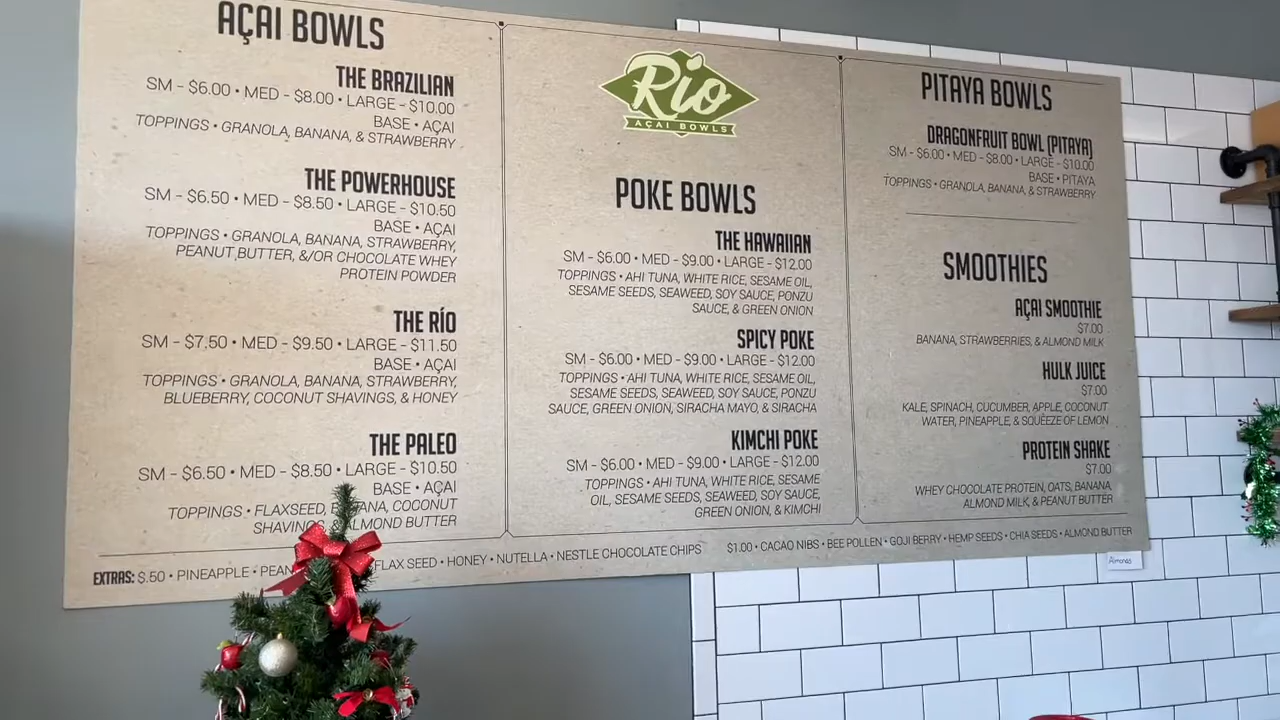 AÇAI BOWLS
THE BRAZILIAN
SM - $6.00 • MED - $8.00 • LARGE - $10.00
BASE • AÇAI
TOPPINGS • GRANOLA, BANANA, & STRAWBERRY
THE POWERHOUSE
SM - $6.50 • MED - $8.50 • LARGE - $10.50
BASE • AÇAI
TOPPINGS • GRANOLA, BANANA, STRAWBERRY,
PEANUT BUTTER, &/OR CHOCOLATE WHEY
PROTEIN POWDER
THE RÍO
SM - $7.50 • MED - $9.50 • LARGE - $11.50
BASE • AÇAI
TOPPINGS • GRANOLA, BANANA, STRAWBERRY,
BLUEBERRY, COCONUT SHAVINGS, & HONEY
THE PALEO
SM - $6.50 • MED - $8.50 • LARGE - $10.50
BASE • AÇAI
TOPPINGS • FLAXSEED, BANANA, COCONUT
SHAVINGS & ALMOND BUTTER
Rio
AÇAI BOWLS
POKE BOWLS
THE HAWAIIAN
SM - $6.00 • MED - $9.00 • LARGE - $12.00
TOPPINGS • AHI TUNA, WHITE RICE, SESAME OIL,
SESAME SEEDS, SEAWEED, SOY SAUCE, PONZU
SAUCE, & GREEN ONION
SPICY POKE
SM - $6.00 • MED - $9.00 • LARGE - $12.00
TOPPINGS • AHI TUNA, WHITE RICE, SESAME OIL,
SESAME SEEDS, SEAWEED, SOY SAUCE, PONZU
SAUCE, GREEN ONION, SIRACHA MAYO, & SIRACHA
KIMCHI POKE
SM - $6.00 • MED - $9.00 • LARGE - $12.00
TOPPINGS • AHI TUNA, WHITE RICE, SESAME
OIL, SESAME SEEDS, SEAWEED, SOY SAUCE,
GREEN ONION, & KIMCHI
PITAYA BOWLS
DRAGONFRUIT BOWL (PITAYA)
SM - $6.00 • MED - $8.00 • LARGE - $10.00
BASE • PITAYA
TOPPINGS • GRANOLA, BANANA, & STRAWBERRY
SMOOTHIES
AÇAI SMOOTHIE
$7.00
BANANA, STRAWBERRIES, & ALMOND MILK
HULK JUICE
$7.00
KALE, SPINACH, CUCUMBER, APPLE, COCONUT
WATER, PINEAPPLE, & SQUEEZE OF LEMON
PROTEIN SHAKE
$7.00
WHEY CHOCOLATE PROTEIN, OATS, BANANA,
ALMOND MILK, & PEANUT BUTTER
EXTRAS: $.50 • PINEAPPLE • PEAN FLAX SEED • HONEY • NUTELLA • NESTLE CHOCOLATE CHIPS $1.00 • CACAO NIBS • BEE POLLEN • GOJI BERRY • HEMP SEEDS • CHIA SEEDS • ALMOND BUTTER
Almonds